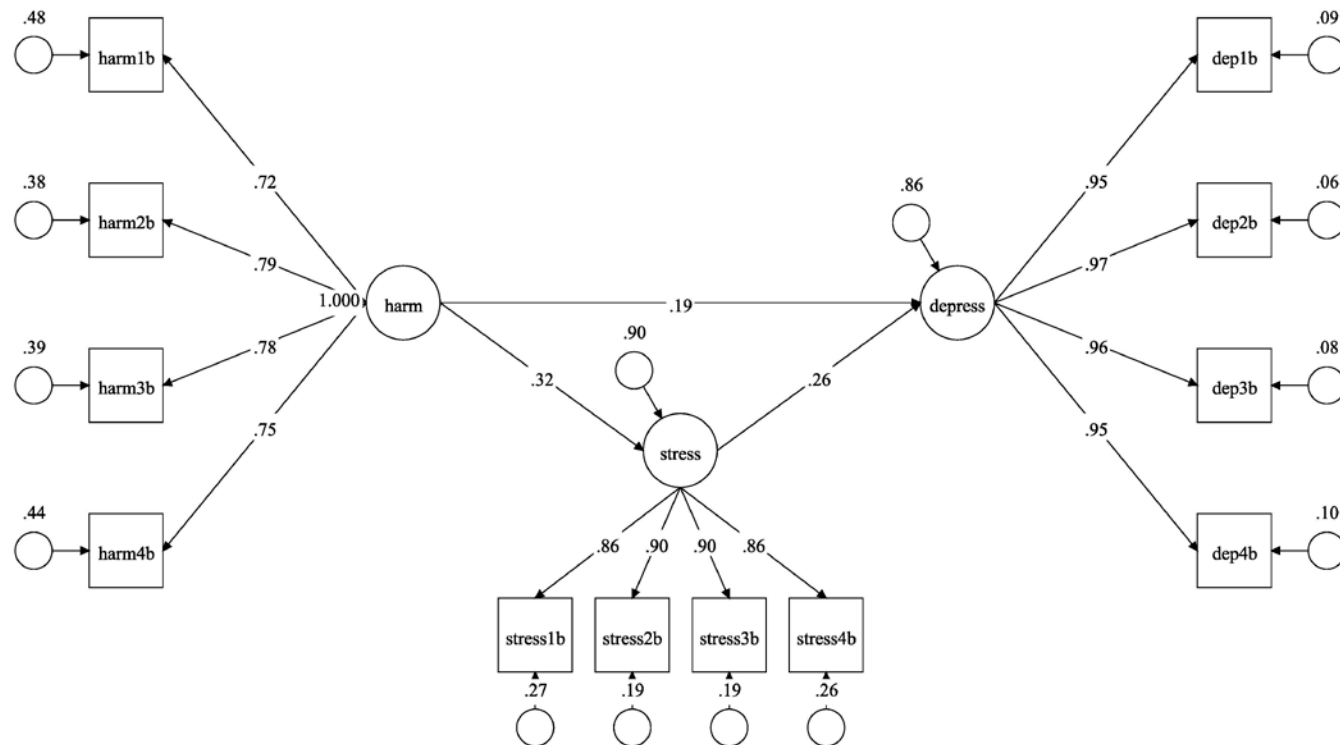 .48
harm1b
.72
.38
harm2b
.79
1.000
harm
.39
harm3b
.78
.75
.44
harm4b
.19
.32
.90
stress
.26
.86
depress
.86
.90
.90
.86
stress1b
stress2b
stress3b
stress4b
.27
.19
.19
.26
.95
.97
.96
.95
dep1b
.09
dep2b
.06
dep3b
.08
dep4b
.10